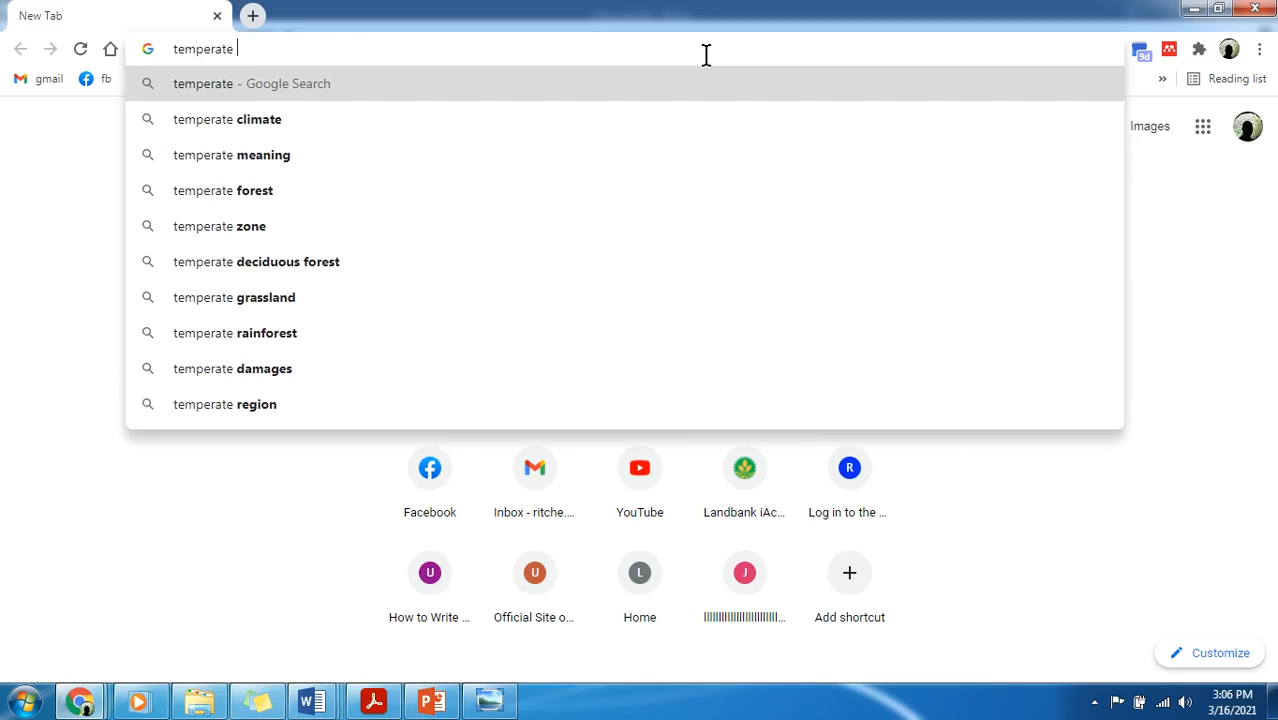 New Tab
temperate
9d
gmail
fb
Reading list
temperate - Google Search
temperate climate
Images
temperate meaning
temperate forest
temperate zone
temperate deciduous forest
temperate grassland
temperate rainforest
temperate damages
temperate region
R
Facebook
Inbox - ritche....
YouTube
Landbank iAc...
Log in to the ...
U
U
L
J
How to Write ...
Official Site o...
Home
Add shortcut
Customize
3:06 PM
3/16/2021